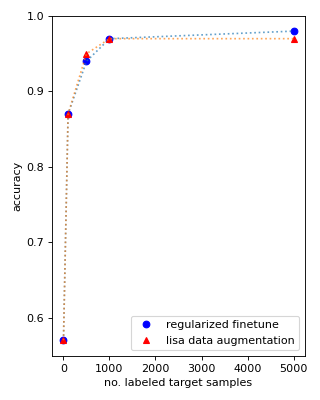 1.0
0.9
0.8
0.7
0.6
accuracy
regularized finetune
lisa data augmentation
0 1000 2000 3000 4000 5000
no. labeled target samples